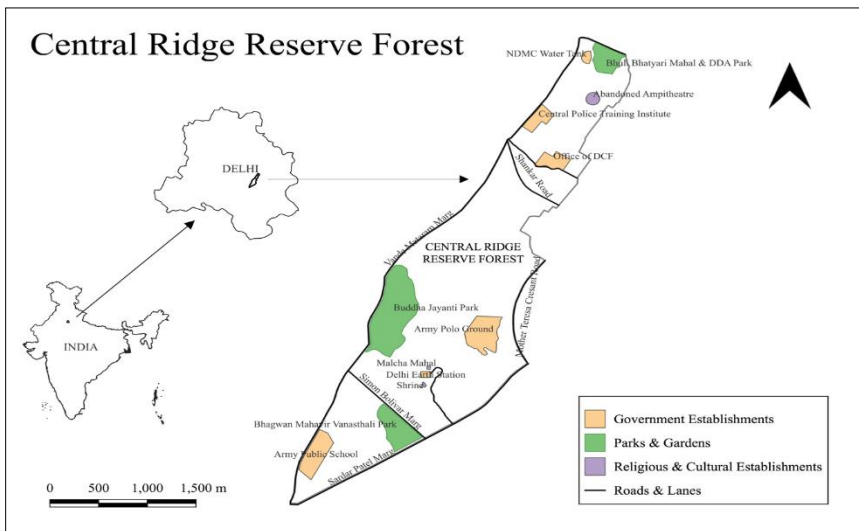 Central Ridge Reserve Forest
NDMC Water Tank
Bhuli Bhatyari Mahal & DDA Park
Abandoned Ampitheatre
Central Police Training Institute
Office of DCF
Shankar Road
DELHI
Vande Mataram Marg
CENTRAL RIDGE
RESERVE FOREST
Mother Teresa Cresant Road
Buddha Jayanti Park
Army Polo Ground
INDIA
Malcha Mahal
Delhi Earth Station
Shrine
Simon Bolivar Marg
Bhagwan Mahavir Vanasthali Park
Army Public School
Sardar Patel Marg
Government Establishments
Parks & Gardens
Religious & Cultural Establishments
Roads & Lanes
0 500 1,000 1,500 m